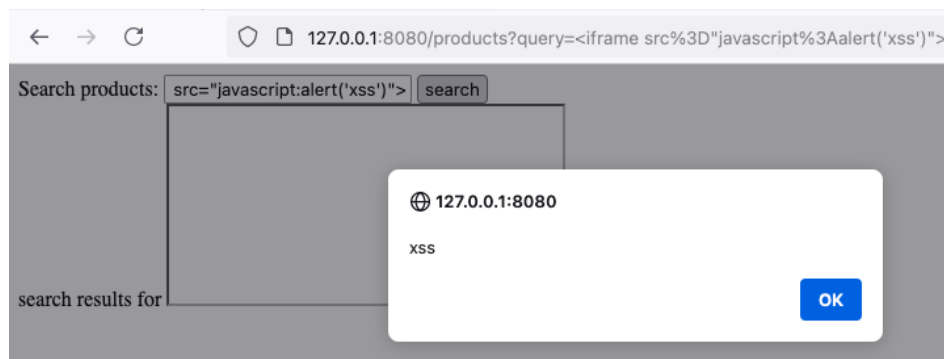 127.0.0.1:8080/products?query=<iframe src%3D"javascript%3Aalert('xss')">
Search products: src="javascript:alert('xss')"> search
127.0.0.1:8080
xss
OK
search results for